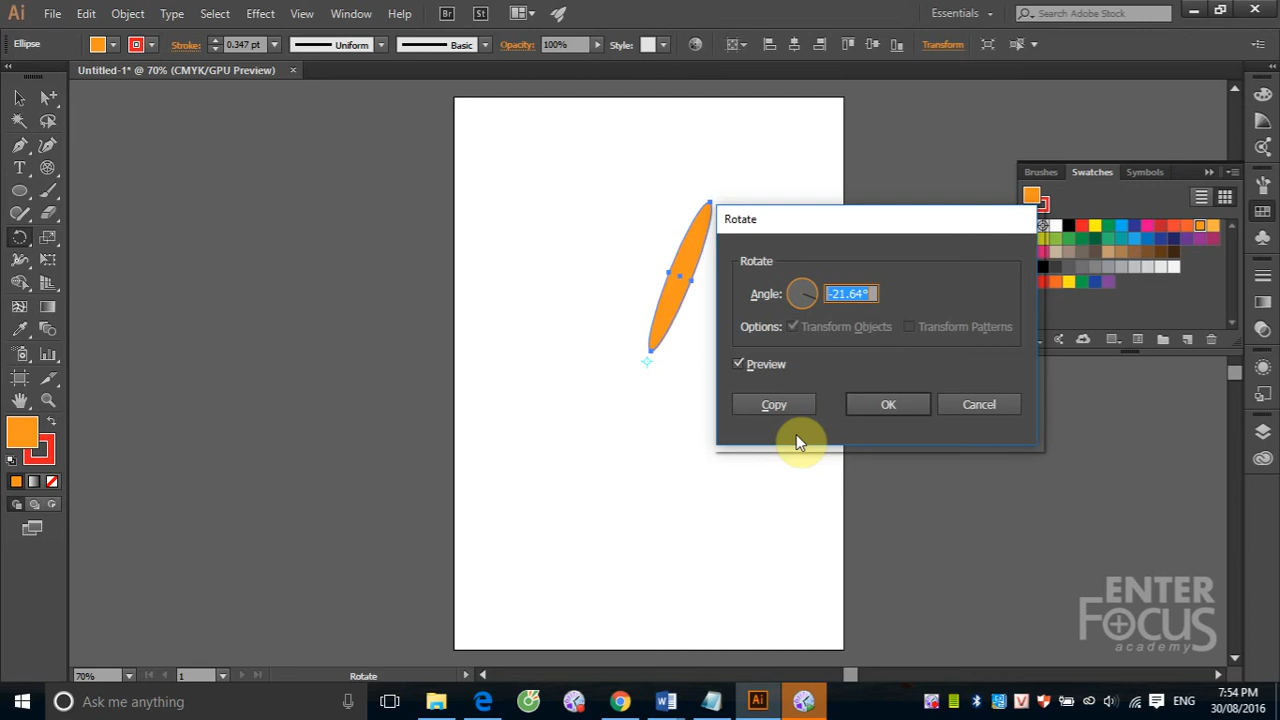 Ai File Edit Object Type Select Effect View Window Help Br St Essentials Search Adobe Stock
Ellipse Stroke: 0.347 pt Uniform Basic Opacity: 100% Style: Transform
Untitled-1* @ 70% (CMYK/GPU Preview) ×
Brushes Swatches Symbols
Rotate
Rotate
Angle: -21.64°
Options: Transform Objects Transform Patterns
Preview
Copy OK Cancel
ENTER
FOCUS
academy
70% 1 Rotate
Ask me anything Ai V ENG
7:54 PM
30/08/2016